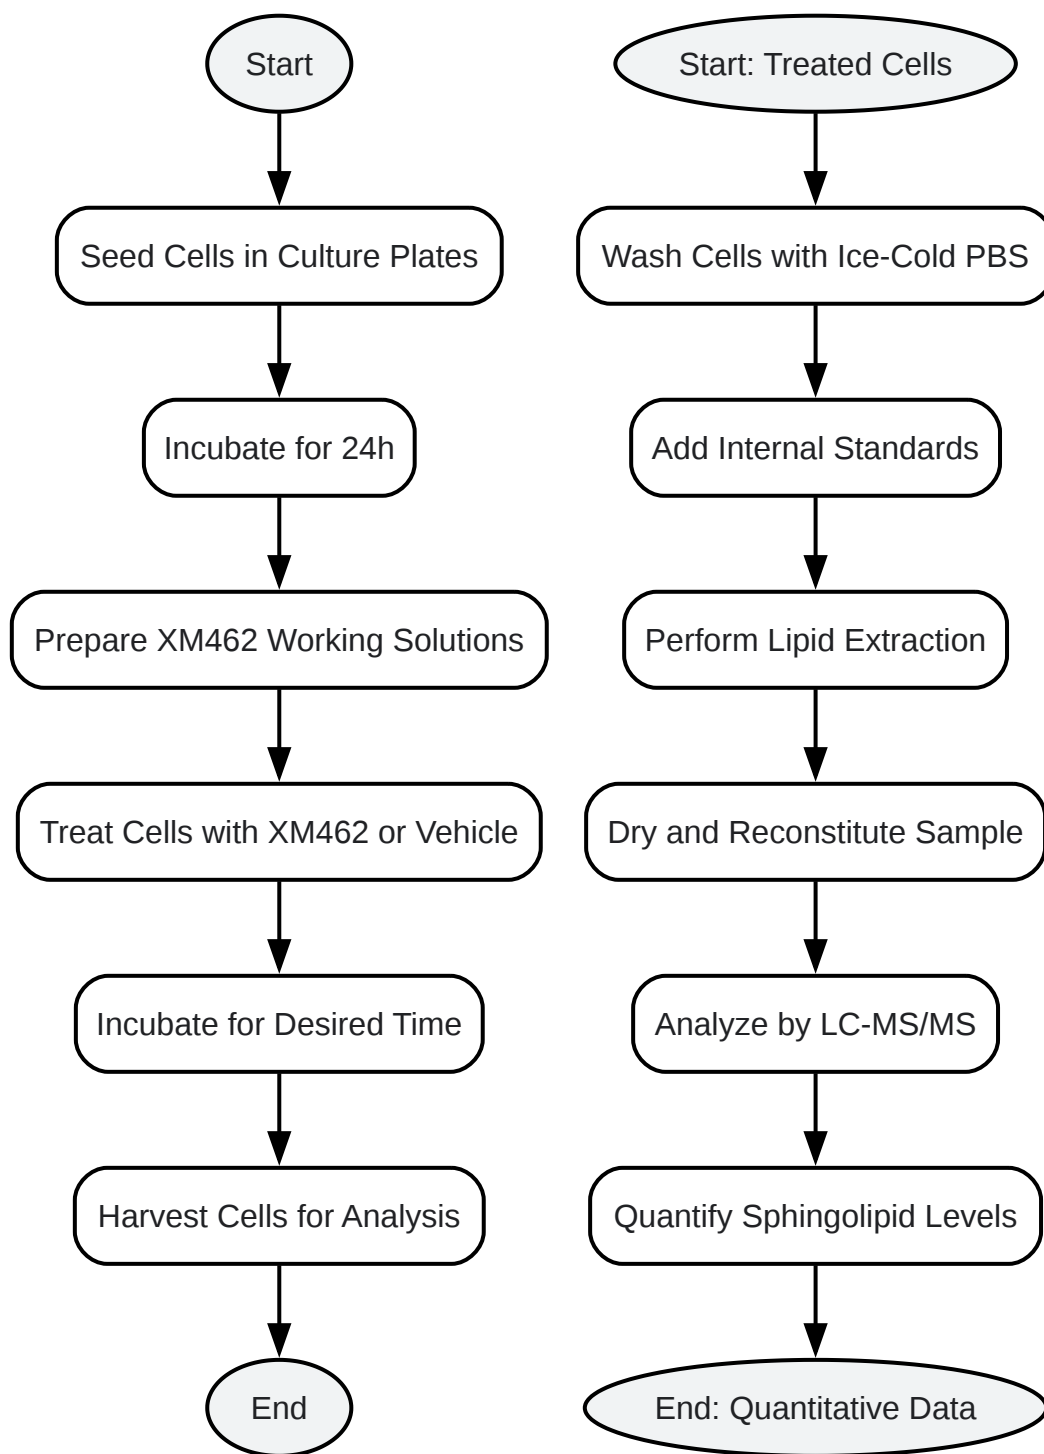 Start
Seed Cells in Culture Plates
Incubate for 24h
Prepare XM462 Working Solutions
Treat Cells with XM462 or Vehicle
Incubate for Desired Time
Harvest Cells for Analysis
End
Start: Treated Cells
Wash Cells with Ice-Cold PBS
Add Internal Standards
Perform Lipid Extraction
Dry and Reconstitute Sample
Analyze by LC-MS/MS
Quantify Sphingolipid Levels
End: Quantitative Data